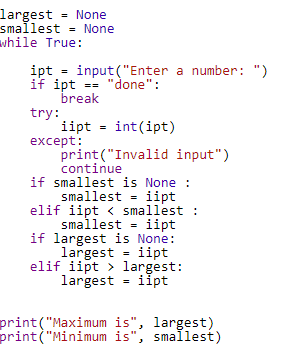 largest = None
smallest = None
while True:
    ipt = input("Enter a number: ")
    if ipt == "done":
        break
    try:
        iipt = int(ipt)
    except:
        print("Invalid input")
        continue
    if smallest is None :
        smallest = iipt
    elif iipt < smallest :
        smallest = iipt
    if largest is None:
        largest = iipt
    elif iipt > largest:
        largest = iipt
print("Maximum is", largest)
print("Minimum is", smallest)